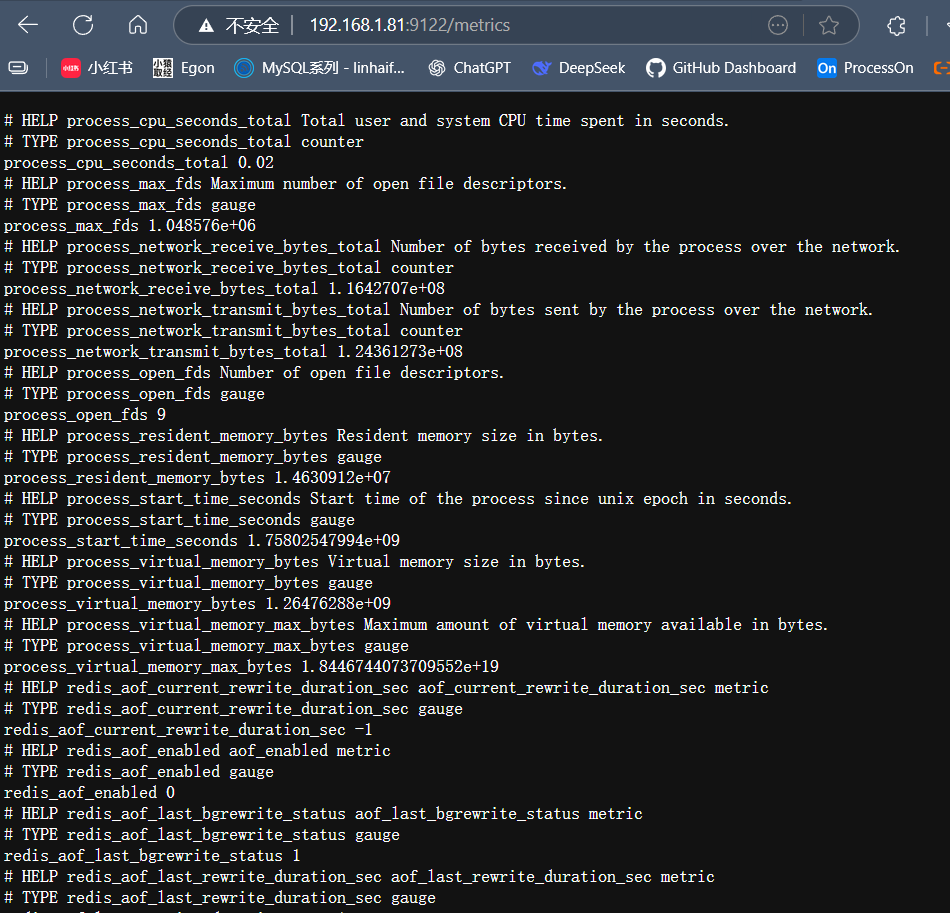 不安全 192.168.1.81:9122/metrics
小红书 小红书 小猿取经 Egon MySQL系列 - linhaif... ChatGPT DeepSeek GitHub Dashboard On ProcessOn
# HELP process_cpu_seconds_total Total user and system CPU time spent in seconds.
# TYPE process_cpu_seconds_total counter
process_cpu_seconds_total 0.02
# HELP process_max_fds Maximum number of open file descriptors.
# TYPE process_max_fds gauge
process_max_fds 1.048576e+06
# HELP process_network_receive_bytes_total Number of bytes received by the process over the network.
# TYPE process_network_receive_bytes_total counter
process_network_receive_bytes_total 1.1642707e+08
# HELP process_network_transmit_bytes_total Number of bytes sent by the process over the network.
# TYPE process_network_transmit_bytes_total counter
process_network_transmit_bytes_total 1.24361273e+08
# HELP process_open_fds Number of open file descriptors.
# TYPE process_open_fds gauge
process_open_fds 9
# HELP process_resident_memory_bytes Resident memory size in bytes.
# TYPE process_resident_memory_bytes gauge
process_resident_memory_bytes 1.4630912e+07
# HELP process_start_time_seconds Start time of the process since unix epoch in seconds.
# TYPE process_start_time_seconds gauge
process_start_time_seconds 1.75802547994e+09
# HELP process_virtual_memory_bytes Virtual memory size in bytes.
# TYPE process_virtual_memory_bytes gauge
process_virtual_memory_bytes 1.26476288e+09
# HELP process_virtual_memory_max_bytes Maximum amount of virtual memory available in bytes.
# TYPE process_virtual_memory_max_bytes gauge
process_virtual_memory_max_bytes 1.8446744073709552e+19
# HELP redis_aof_current_rewrite_duration_sec aof_current_rewrite_duration_sec metric
# TYPE redis_aof_current_rewrite_duration_sec gauge
redis_aof_current_rewrite_duration_sec -1
# HELP redis_aof_enabled aof_enabled metric
# TYPE redis_aof_enabled gauge
redis_aof_enabled 0
# HELP redis_aof_last_bgrewrite_status aof_last_bgrewrite_status metric
# TYPE redis_aof_last_bgrewrite_status gauge
redis_aof_last_bgrewrite_status 1
# HELP redis_aof_last_rewrite_duration_sec aof_last_rewrite_duration_sec metric
# TYPE redis_aof_last_rewrite_duration_sec gauge